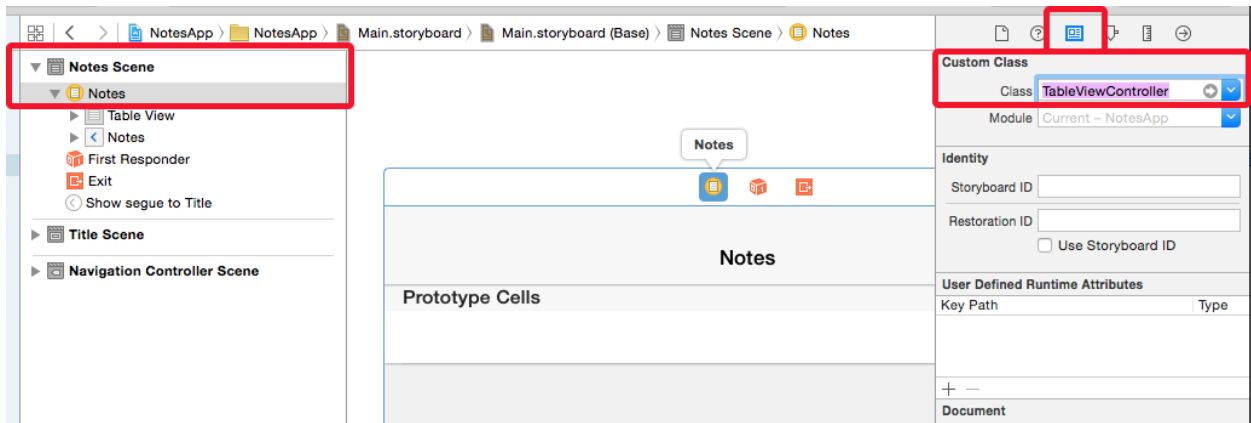 NotesApp NotesApp Main.storyboard Main.storyboard (Base) Notes Scene Notes
Notes Scene
Notes
Table View
Notes
First Responder
Exit
Show segue to Title
Title Scene
Navigation Controller Scene
Notes
Notes
Prototype Cells
Custom Class
Class TableViewController
Module Current – NotesApp
Identity
Storyboard ID
Restoration ID
Use Storyboard ID
User Defined Runtime Attributes
Key Path Type
Document